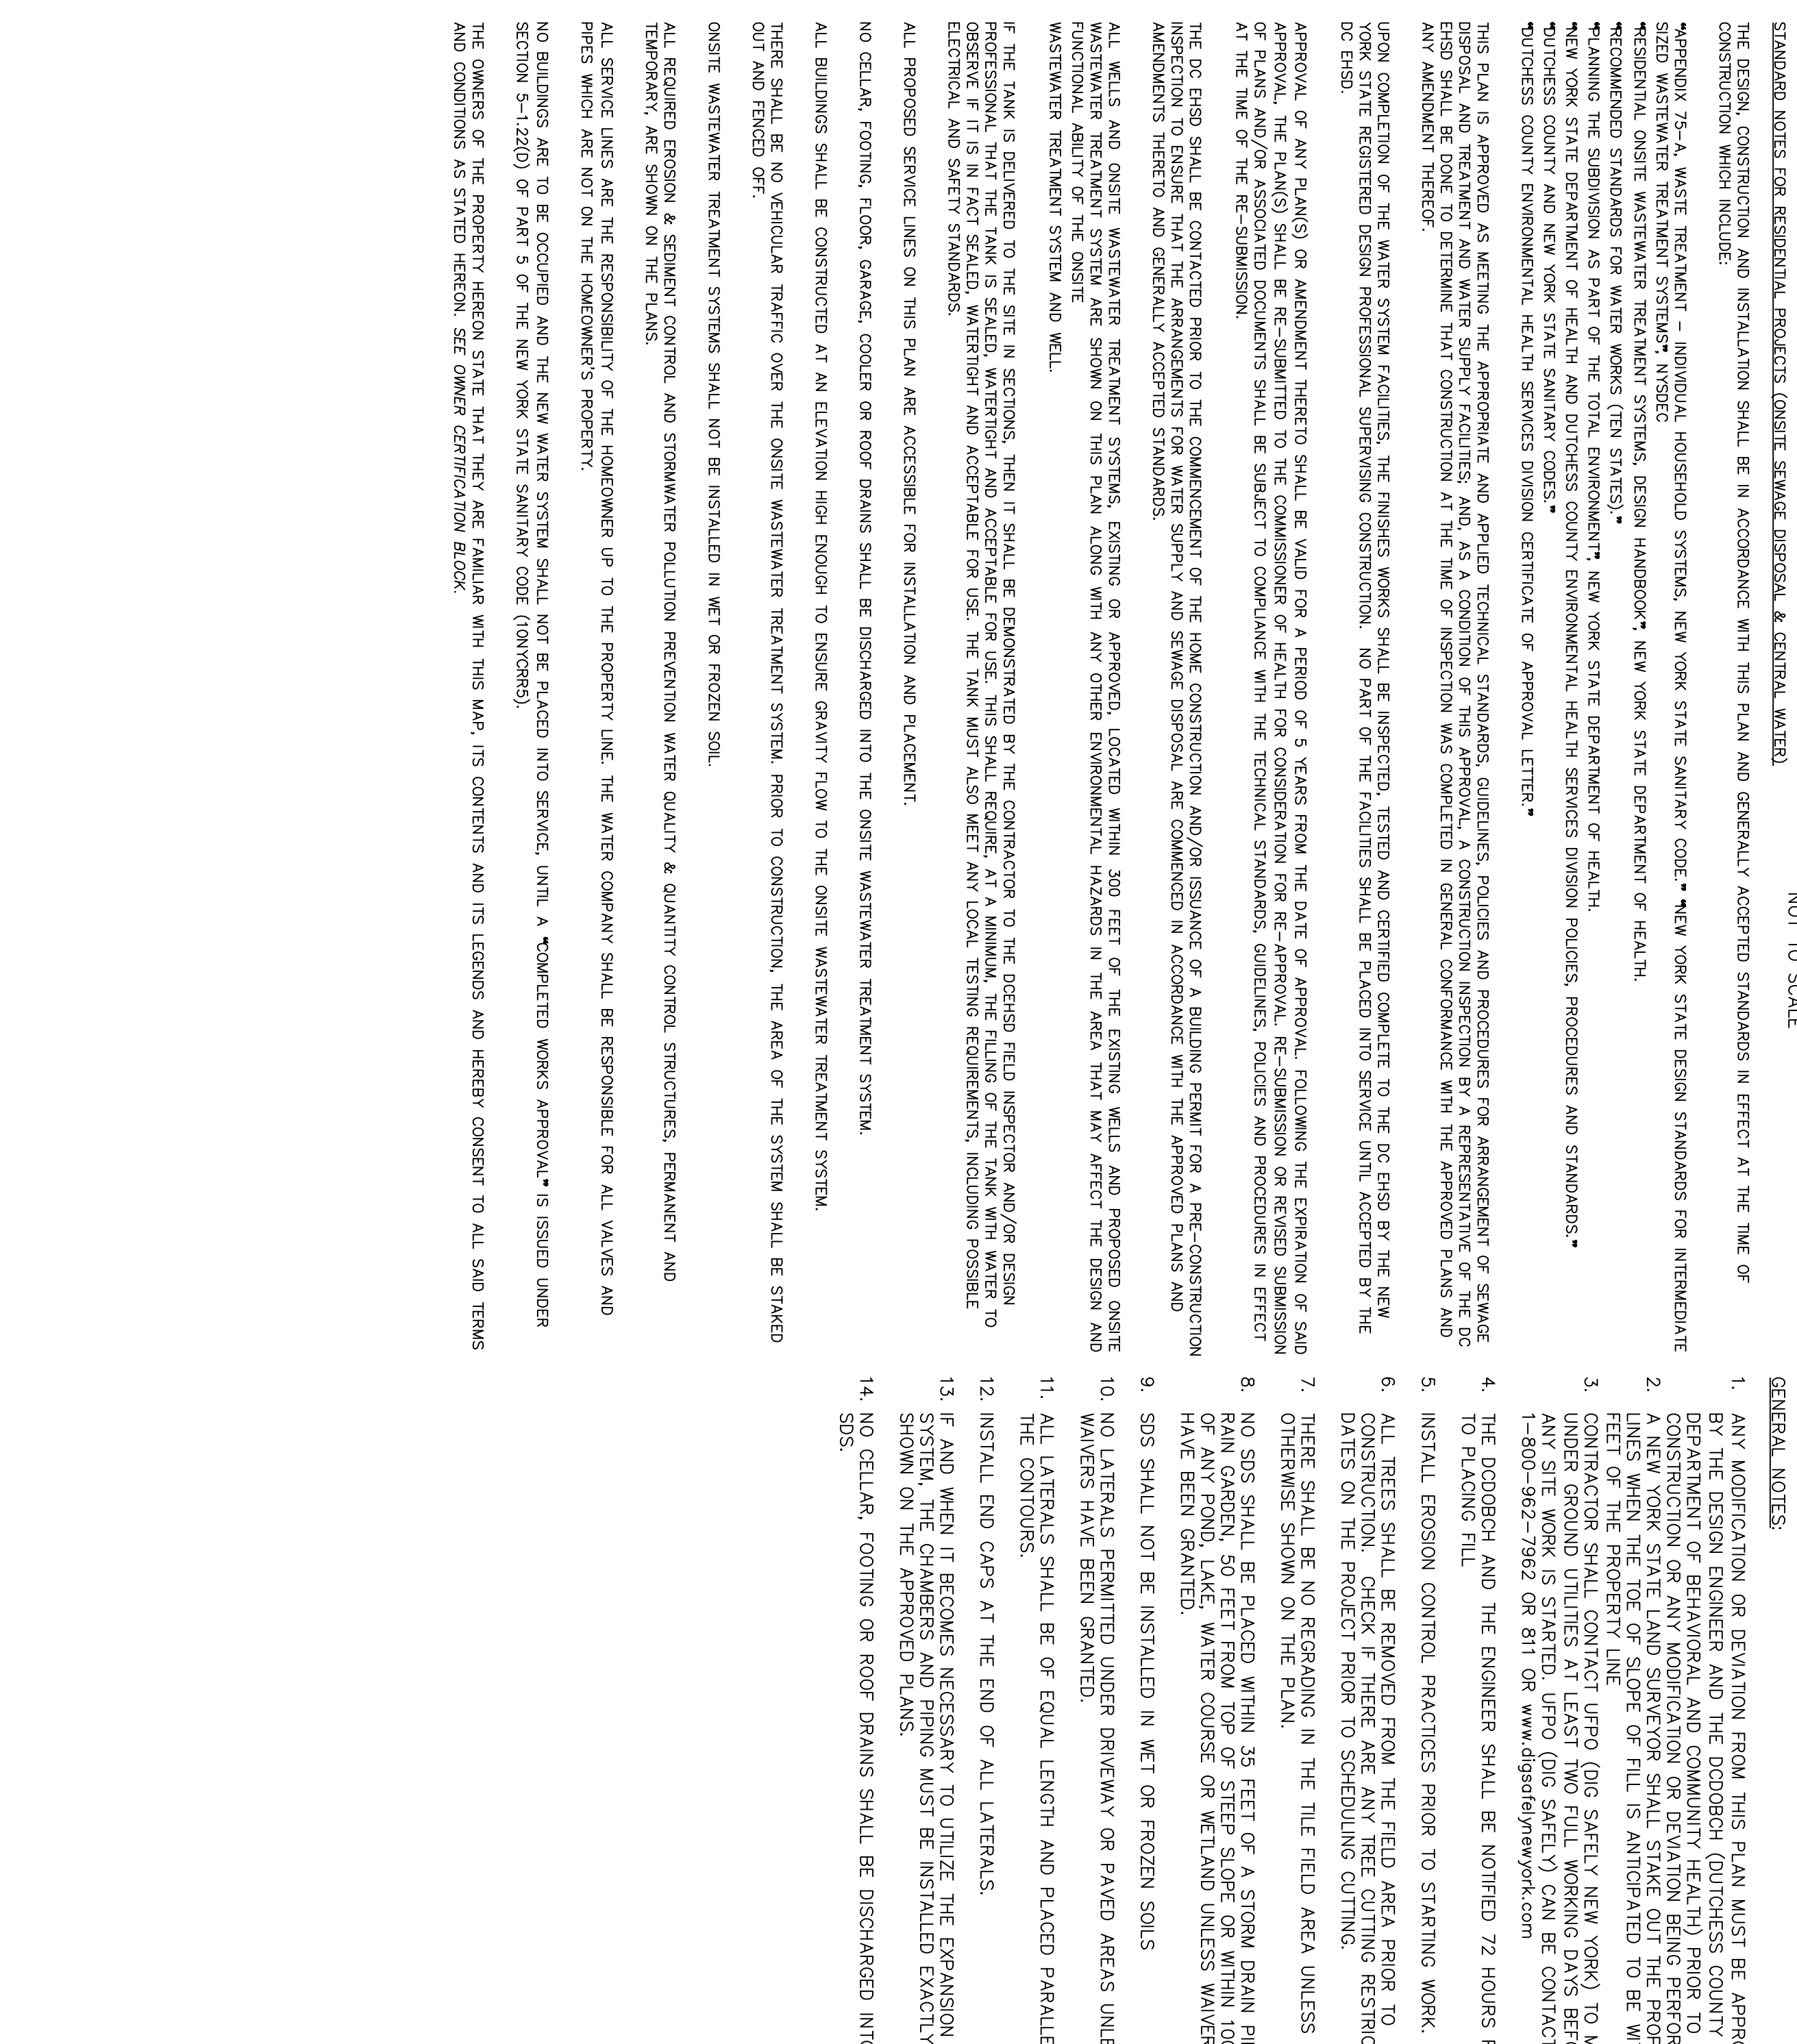 NOT TO SCALE
STANDARD NOTES FOR RESIDENTIAL PROJECTS (ONSITE SEWAGE DISPOSAL & CENTRAL WATER)
THE DESIGN, CONSTRUCTION AND INSTALLATION SHALL BE IN ACCORDANCE WITH THIS PLAN AND GENERALLY ACCEPTED STANDARDS IN EFFECT AT THE TIME OF
CONSTRUCTION WHICH INCLUDE:
“APPENDIX 75-A, WASTE TREATMENT - INDIVIDUAL HOUSEHOLD SYSTEMS, NEW YORK STATE SANITARY CODE.” “NEW YORK STATE DESIGN STANDARDS FOR INTERMEDIATE
SIZED WASTEWATER TREATMENT SYSTEMS”, NYSDEC
“RESIDENTIAL ONSITE WASTEWATER TREATMENT SYSTEMS, DESIGN HANDBOOK”, NEW YORK STATE DEPARTMENT OF HEALTH.
“RECOMMENDED STANDARDS FOR WATER WORKS (TEN STATES).”
“PLANNING THE SUBDIVISION AS PART OF THE TOTAL ENVIRONMENT”, NEW YORK STATE DEPARTMENT OF HEALTH.
“NEW YORK STATE DEPARTMENT OF HEALTH AND DUTCHESS COUNTY ENVIRONMENTAL HEALTH SERVICES DIVISION POLICIES, PROCEDURES AND STANDARDS.”
“DUTCHESS COUNTY AND NEW YORK STATE SANITARY CODES.”
“DUTCHESS COUNTY ENVIRONMENTAL HEALTH SERVICES DIVISION CERTIFICATE OF APPROVAL LETTER.”
THIS PLAN IS APPROVED AS MEETING THE APPROPRIATE AND APPLIED TECHNICAL STANDARDS, GUIDELINES, POLICIES AND PROCEDURES FOR ARRANGEMENT OF SEWAGE
DISPOSAL AND TREATMENT AND WATER SUPPLY FACILITIES; AND, AS A CONDITION OF THIS APPROVAL, A CONSTRUCTION INSPECTION BY A REPRESENTATIVE OF THE DC
EHSD SHALL BE DONE TO DETERMINE THAT CONSTRUCTION AT THE TIME OF INSPECTION WAS COMPLETED IN GENERAL CONFORMANCE WITH THE APPROVED PLANS AND
ANY AMENDMENT THEREOF.
UPON COMPLETION OF THE WATER SYSTEM FACILITIES, THE FINISHES WORKS SHALL BE INSPECTED, TESTED AND CERTIFIED COMPLETE TO THE DC EHSD BY THE NEW
YORK STATE REGISTERED DESIGN PROFESSIONAL SUPERVISING CONSTRUCTION. NO PART OF THE FACILITIES SHALL BE PLACED INTO SERVICE UNTIL ACCEPTED BY THE
DC EHSD.
APPROVAL OF ANY PLAN(S) OR AMENDMENT THERETO SHALL BE VALID FOR A PERIOD OF 5 YEARS FROM THE DATE OF APPROVAL. FOLLOWING THE EXPIRATION OF SAID
APPROVAL, THE PLAN(S) SHALL BE RE-SUBMITTED TO THE COMMISSIONER OF HEALTH FOR CONSIDERATION FOR RE-APPROVAL. RE-SUBMISSION OR REVISED SUBMISSION
OF PLANS AND/OR ASSOCIATED DOCUMENTS SHALL BE SUBJECT TO COMPLIANCE WITH THE TECHNICAL STANDARDS, GUIDELINES, POLICIES AND PROCEDURES IN EFFECT
AT THE TIME OF THE RE-SUBMISSION.
THE DC EHSD SHALL BE CONTACTED PRIOR TO THE COMMENCEMENT OF THE HOME CONSTRUCTION AND/OR ISSUANCE OF A BUILDING PERMIT FOR A PRE-CONSTRUCTION
INSPECTION TO ENSURE THAT THE ARRANGEMENTS FOR WATER SUPPLY AND SEWAGE DISPOSAL ARE COMMENCED IN ACCORDANCE WITH THE APPROVED PLANS AND
AMENDMENTS THERETO AND GENERALLY ACCEPTED STANDARDS.
ALL WELLS AND ONSITE WASTEWATER TREATMENT SYSTEMS, EXISTING OR APPROVED, LOCATED WITHIN 300 FEET OF THE EXISTING WELLS AND PROPOSED ONSITE
WASTEWATER TREATMENT SYSTEM ARE SHOWN ON THIS PLAN ALONG WITH ANY OTHER ENVIRONMENTAL HAZARDS IN THE AREA THAT MAY AFFECT THE DESIGN AND
FUNCTIONAL ABILITY OF THE ONSITE
WASTEWATER TREATMENT SYSTEM AND WELL.
IF THE TANK IS DELIVERED TO THE SITE IN SECTIONS, THEN IT SHALL BE DEMONSTRATED BY THE CONTRACTOR TO THE DCEHSD FIELD INSPECTOR AND/OR DESIGN
PROFESSIONAL THAT THE TANK IS SEALED, WATERTIGHT AND ACCEPTABLE FOR USE. THIS SHALL REQUIRE, AT A MINIMUM, THE FILLING OF THE TANK WITH WATER TO
OBSERVE IF IT IS IN FACT SEALED, WATERTIGHT AND ACCEPTABLE FOR USE. THE TANK MUST ALSO MEET ANY LOCAL TESTING REQUIREMENTS, INCLUDING POSSIBLE
ELECTRICAL AND SAFETY STANDARDS.
ALL PROPOSED SERVICE LINES ON THIS PLAN ARE ACCESSIBLE FOR INSTALLATION AND PLACEMENT.
NO CELLAR, FOOTING, FLOOR, GARAGE, COOLER OR ROOF DRAINS SHALL BE DISCHARGED INTO THE ONSITE WASTEWATER TREATMENT SYSTEM.
ALL BUILDINGS SHALL BE CONSTRUCTED AT AN ELEVATION HIGH ENOUGH TO ENSURE GRAVITY FLOW TO THE ONSITE WASTEWATER TREATMENT SYSTEM.
THERE SHALL BE NO VEHICULAR TRAFFIC OVER THE ONSITE WASTEWATER TREATMENT SYSTEM. PRIOR TO CONSTRUCTION, THE AREA OF THE SYSTEM SHALL BE STAKED
OUT AND FENCED OFF.
ONSITE WASTEWATER TREATMENT SYSTEMS SHALL NOT BE INSTALLED IN WET OR FROZEN SOIL.
ALL REQUIRED EROSION & SEDIMENT CONTROL AND STORMWATER POLLUTION PREVENTION WATER QUALITY & QUANTITY CONTROL STRUCTURES, PERMANENT AND
TEMPORARY, ARE SHOWN ON THE PLANS.
ALL SERVICE LINES ARE THE RESPONSIBILITY OF THE HOMEOWNER UP TO THE PROPERTY LINE. THE WATER COMPANY SHALL BE RESPONSIBLE FOR ALL VALVES AND
PIPES WHICH ARE NOT ON THE HOMEOWNER'S PROPERTY.
NO BUILDINGS ARE TO BE OCCUPIED AND THE NEW WATER SYSTEM SHALL NOT BE PLACED INTO SERVICE, UNTIL A “COMPLETED WORKS APPROVAL” IS ISSUED UNDER
SECTION 5-1.22(D) OF PART 5 OF THE NEW YORK STATE SANITARY CODE (10NYCRR5).
THE OWNERS OF THE PROPERTY HEREON STATE THAT THEY ARE FAMILIAR WITH THIS MAP, ITS CONTENTS AND ITS LEGENDS AND HEREBY CONSENT TO ALL SAID TERMS
AND CONDITIONS AS STATED HEREON. SEE OWNER CERTIFICATION BLOCK.
GENERAL NOTES:
1. ANY MODIFICATION OR DEVIATION FROM THIS PLAN MUST BE
BY THE DESIGN ENGINEER AND THE DCDOBCH (DUTCHESS COUNTY
DEPARTMENT OF BEHAVIORAL AND COMMUNITY HEALTH) PRIOR TO
CONSTRUCTION OR ANY MODIFICATION OR DEVIATION BEING
2. A NEW YORK STATE LAND SURVEYOR SHALL STAKE OUT THE
LINES WHEN THE TOE OF SLOPE OF FILL IS ANTICIPATED TO BE
FEET OF THE PROPERTY LINE
3. CONTRACTOR SHALL CONTACT UFPO (DIG SAFELY NEW YORK) TO
UNDER GROUND UTILITIES AT LEAST TWO FULL WORKING DAYS
ANY SITE WORK IS STARTED. UFPO (DIG SAFELY) CAN BE
1-800-962-7962 OR 811 OR www.digsafelynewyork.com
4. THE DCDOBCH AND THE ENGINEER SHALL BE NOTIFIED 72 HOURS
TO PLACING FILL
5. INSTALL EROSION CONTROL PRACTICES PRIOR TO STARTING WORK.
6. ALL TREES SHALL BE REMOVED FROM THE FIELD AREA PRIOR TO
CONSTRUCTION. CHECK IF THERE ARE ANY TREE CUTTING
DATES ON THE PROJECT PRIOR TO SCHEDULING CUTTING.
7. THERE SHALL BE NO REGRADING IN THE TILE FIELD AREA UNLESS
OTHERWISE SHOWN ON THE PLAN.
8. NO SDS SHALL BE PLACED WITHIN 35 FEET OF A STORM DRAIN
RAIN GARDEN, 50 FEET FROM TOP OF STEEP SLOPE OR WITHIN 100
OF ANY POND, LAKE, WATER COURSE OR WETLAND UNLESS
HAVE BEEN GRANTED.
9. SDS SHALL NOT BE INSTALLED IN WET OR FROZEN SOILS
10. NO LATERALS PERMITTED UNDER DRIVEWAY OR PAVED AREAS
WAIVERS HAVE BEEN GRANTED.
11. ALL LATERALS SHALL BE OF EQUAL LENGTH AND PLACED
THE CONTOURS.
12. INSTALL END CAPS AT THE END OF ALL LATERALS.
13. IF AND WHEN IT BECOMES NECESSARY TO UTILIZE THE EXPANSION
SYSTEM, THE CHAMBERS AND PIPING MUST BE INSTALLED EXACTLY
SHOWN ON THE APPROVED PLANS.
14. NO CELLAR, FOOTING OR ROOF DRAINS SHALL BE DISCHARGED
SDS.